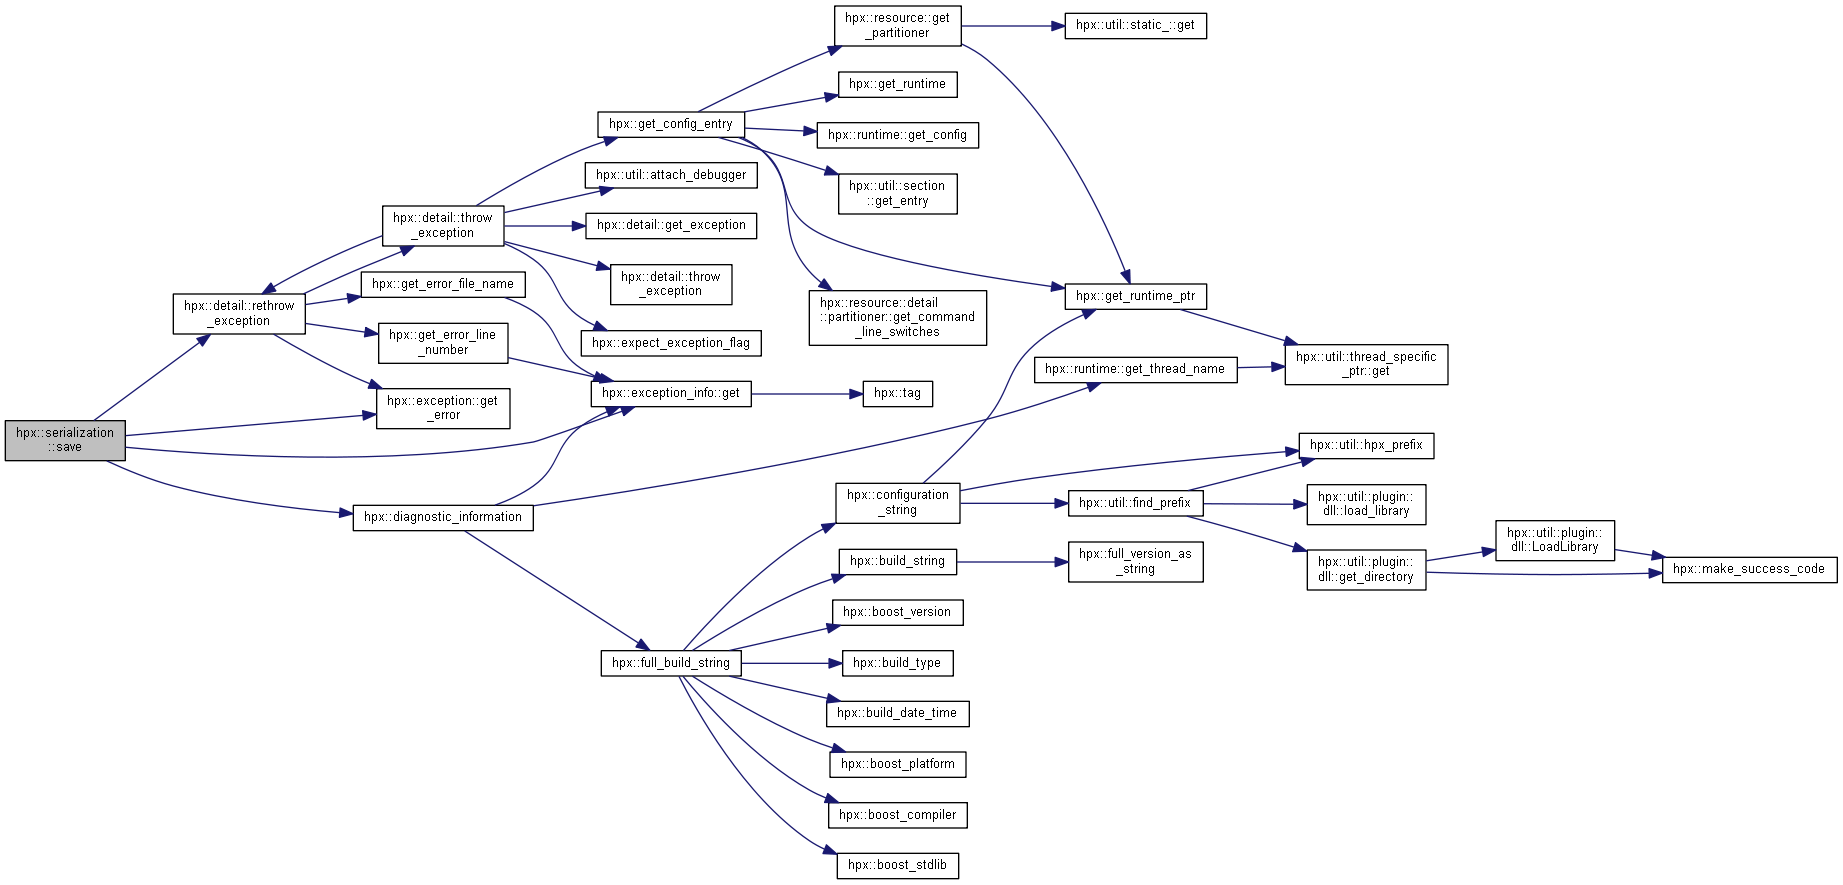 hpx::serialization
::save
hpx::detail::rethrow
_exception
hpx::detail::throw
_exception
hpx::get_error_file_name
hpx::get_error_line
_number
hpx::exception::get
_error
hpx::diagnostic_information
hpx::get_config_entry
hpx::util::attach_debugger
hpx::detail::get_exception
hpx::detail::throw
_exception
hpx::expect_exception_flag
hpx::exception_info::get
hpx::full_build_string
hpx::resource::get
_partitioner
hpx::get_runtime
hpx::runtime::get_config
hpx::util::section
::get_entry
hpx::resource::detail
::partitioner::get_command
_line_switches
hpx::tag
hpx::configuration
_string
hpx::build_string
hpx::boost_version
hpx::build_type
hpx::build_date_time
hpx::boost_platform
hpx::boost_compiler
hpx::boost_stdlib
hpx::util::static_::get
hpx::get_runtime_ptr
hpx::runtime::get_thread_name
hpx::util::find_prefix
hpx::full_version_as
_string
hpx::util::thread_specific
_ptr::get
hpx::util::hpx_prefix
hpx::util::plugin::
dll::load_library
hpx::util::plugin::
dll::get_directory
hpx::util::plugin::
dll::LoadLibrary
hpx::make_success_code